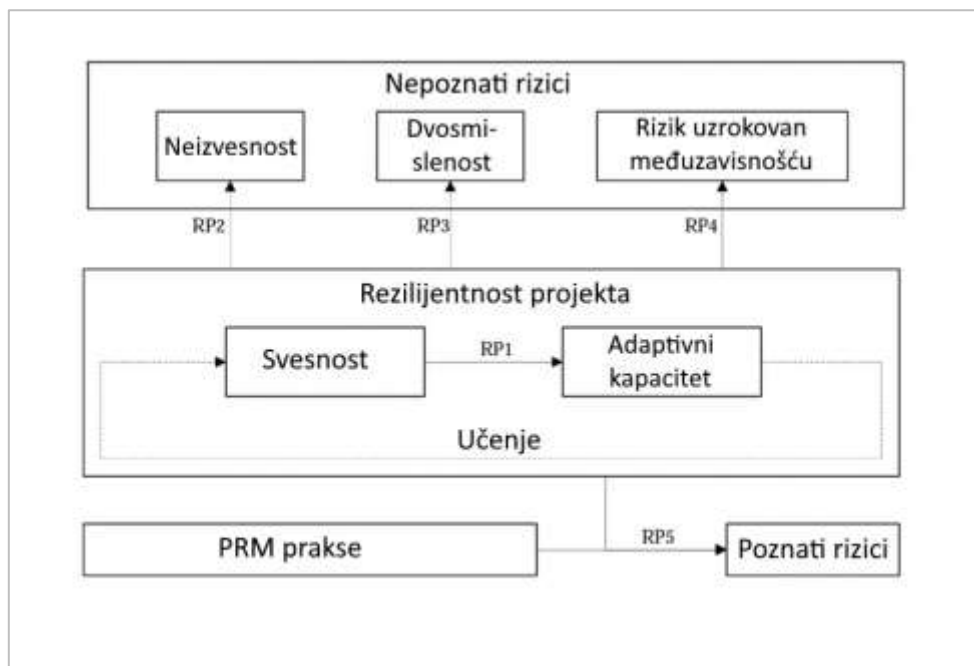 Nepoznati rizici
Neizvesnost
Dvosmi-
slenost
Rizik uzrokovan
međuzavisnošću
RP2
RP3
RP4
Rezilijentnost projekta
Svesnost
RP1
Adaptivni
kapacitet
Učenje
PRM prakse
RP5
Poznati rizici